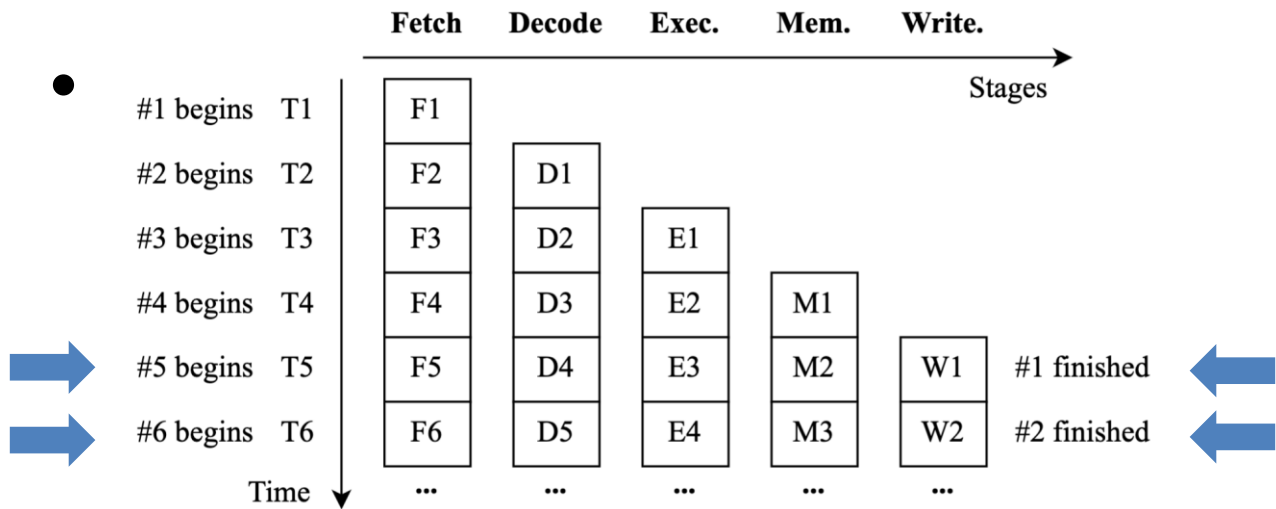 Fetch Decode Exec. Mem. Write.
Stages
#1 begins T1 F1
#2 begins T2 F2 D1
#3 begins T3 F3 D2 E1
#4 begins T4 F4 D3 E2 M1
#5 begins T5 F5 D4 E3 M2 W1 #1 finished
#6 begins T6 F6 D5 E4 M3 W2 #2 finished
Time ... ... ... ... ...